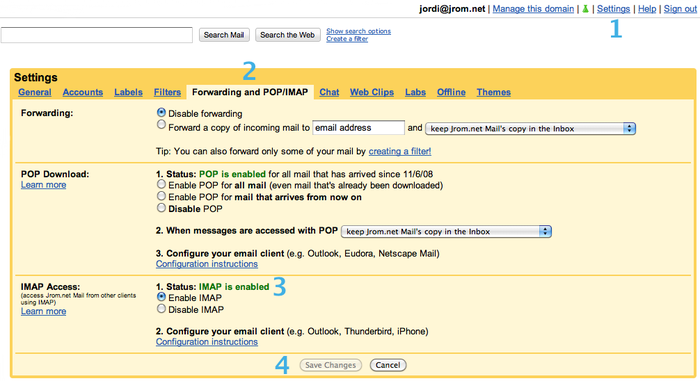 jordi@jrom.net | Manage this domain | | Settings | Help | Sign out
1
Search Mail Search the Web Show search options
Create a filter
2
Settings
General Accounts Labels Filters Forwarding and POP/IMAP Chat Web Clips Labs Offline Themes
Forwarding: Disable forwarding
Forward a copy of incoming mail to email address and keep Jrom.net Mail's copy in the Inbox
Tip: You can also forward only some of your mail by creating a filter!
POP Download: 1. Status: POP is enabled for all mail that has arrived since 11/6/08
Learn more Enable POP for all mail (even mail that's already been downloaded)
Enable POP for mail that arrives from now on
Disable POP
2. When messages are accessed with POP keep Jrom.net Mail's copy in the Inbox
3. Configure your email client (e.g. Outlook, Eudora, Netscape Mail)
Configuration instructions
IMAP Access: 1. Status: IMAP is enabled 3
(access Jrom.net Mail from other clients Enable IMAP
using IMAP)
Learn more Disable IMAP
2. Configure your email client (e.g. Outlook, Thunderbird, iPhone)
Configuration instructions
4 Save Changes Cancel